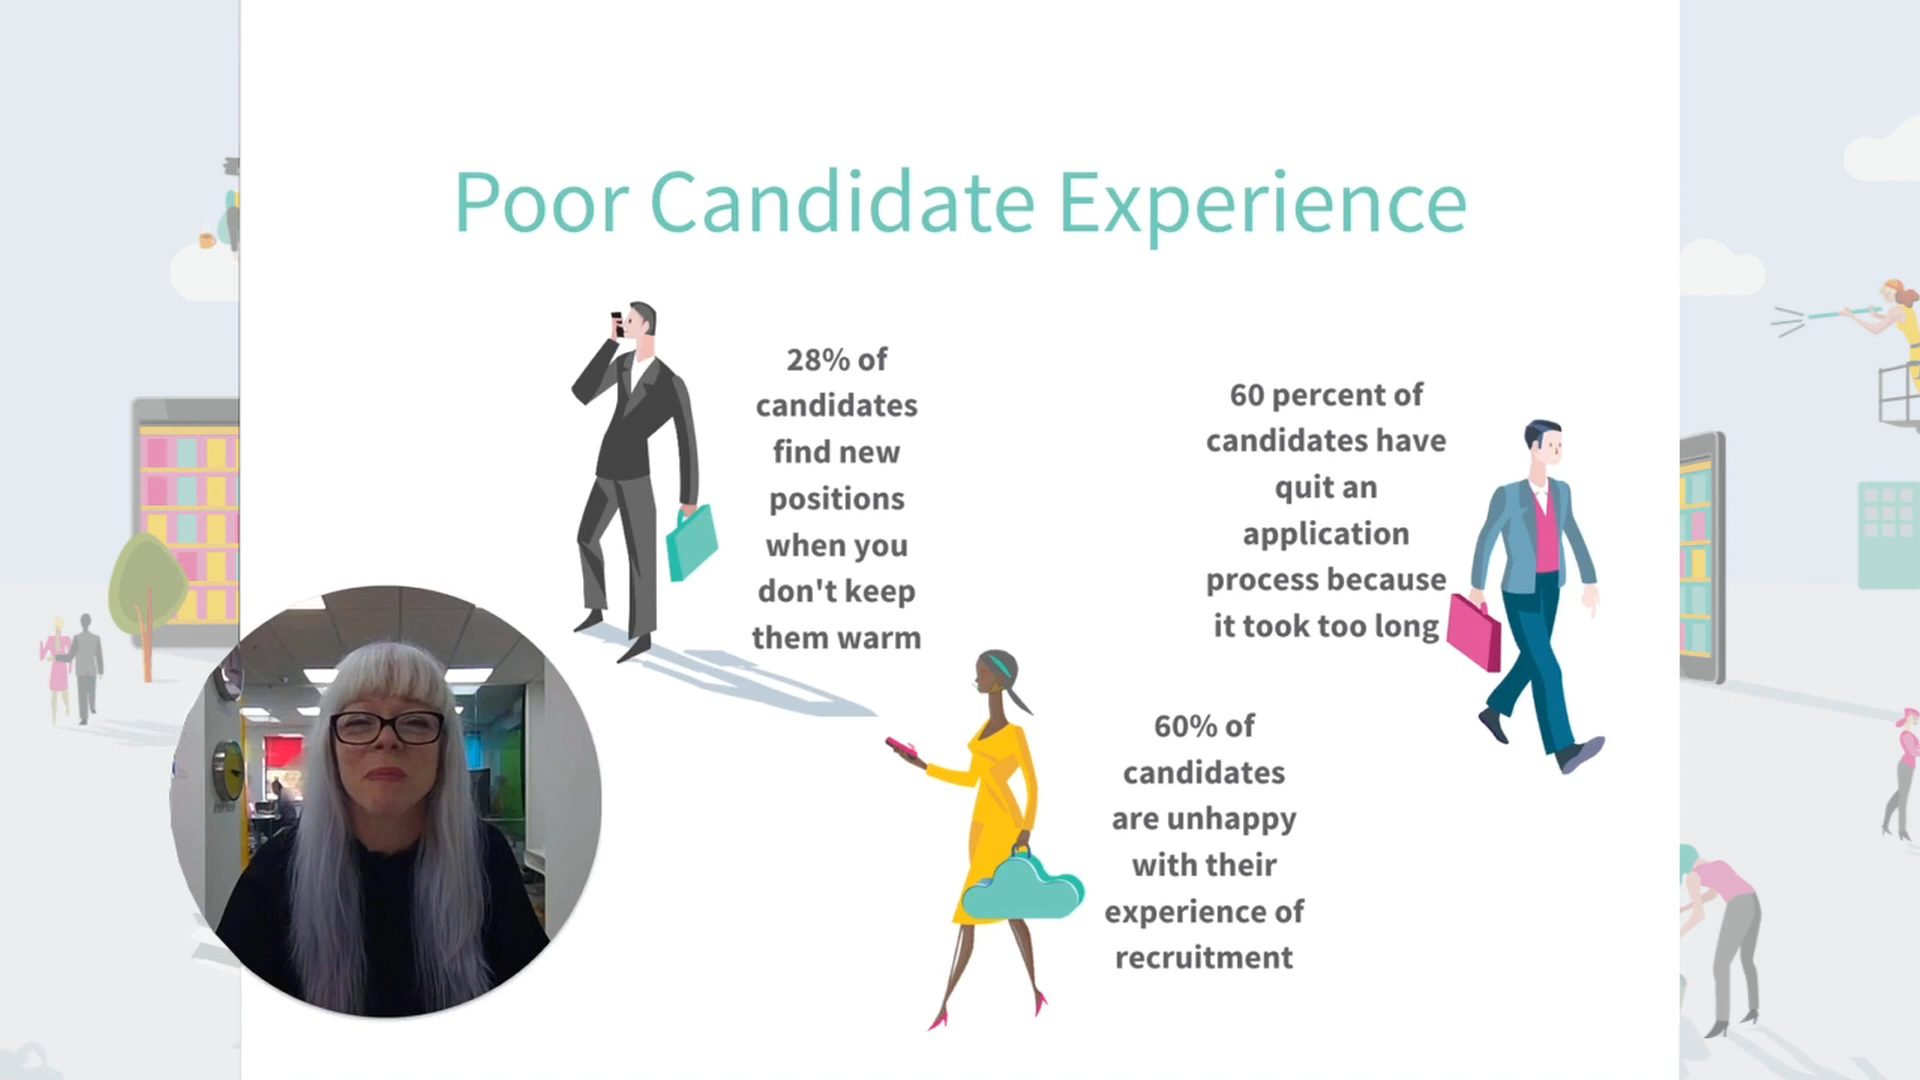 Poor Candidate Experience
28% of
candidates
find new
positions
when you
don't keep
them warm
60 percent of
candidates have
quit an
application
process because
it took too long
60% of
candidates
are unhappy
with their
experience of
recruitment